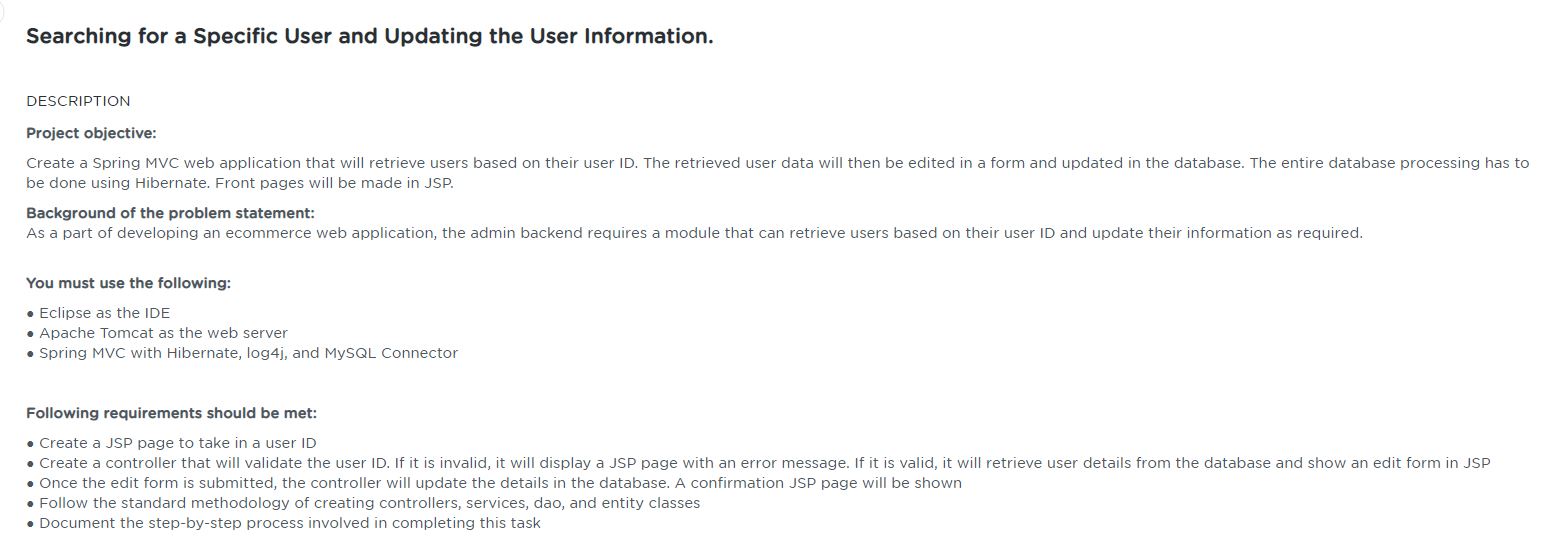 Searching for a Specific User and Updating the User Information.
DESCRIPTION
Project objective:
Create a Spring MVC web application that will retrieve users based on their user ID. The retrieved user data will then be edited in a form and updated in the database. The entire database processing has to
be done using Hibernate. Front pages will be made in JSP.
Background of the problem statement:
As a part of developing an ecommerce web application, the admin backend requires a module that can retrieve users based on their user ID and update their information as required.
You must use the following:
● Eclipse as the IDE
● Apache Tomcat as the web server
● Spring MVC with Hibernate, log4j, and MySQL Connector
Following requirements should be met:
● Create a JSP page to take in a user ID
● Create a controller that will validate the user ID. If it is invalid, it will display a JSP page with an error message. If it is valid, it will retrieve user details from the database and show an edit form in JSP
● Once the edit form is submitted, the controller will update the details in the database. A confirmation JSP page will be shown
● Follow the standard methodology of creating controllers, services, dao, and entity classes
● Document the step-by-step process involved in completing this task